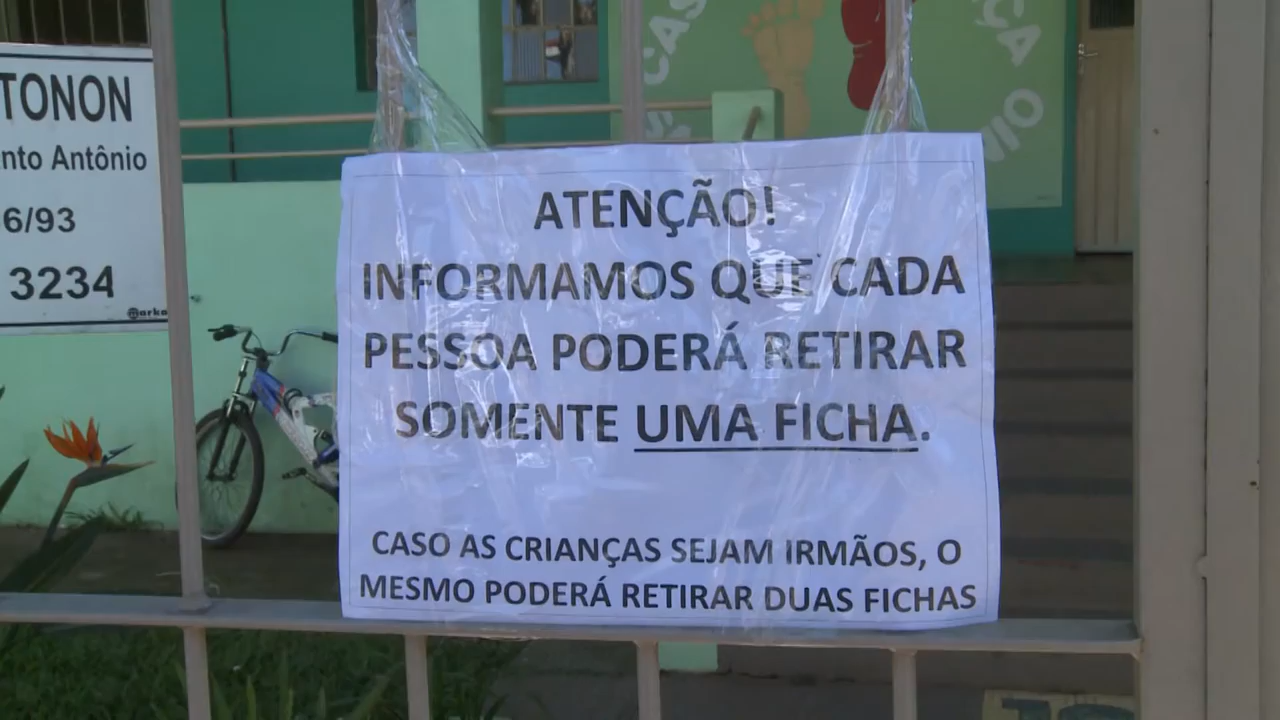 TONON
nto Antônio
6/93
3234
marka
ATENÇÃO!
INFORMAMOS QUE CADA
PESSOA PODERÁ RETIRAR
SOMENTE UMA FICHA.
CASO AS CRIANÇAS SEJAM IRMÃOS, O
MESMO PODERÁ RETIRAR DUAS FICHAS